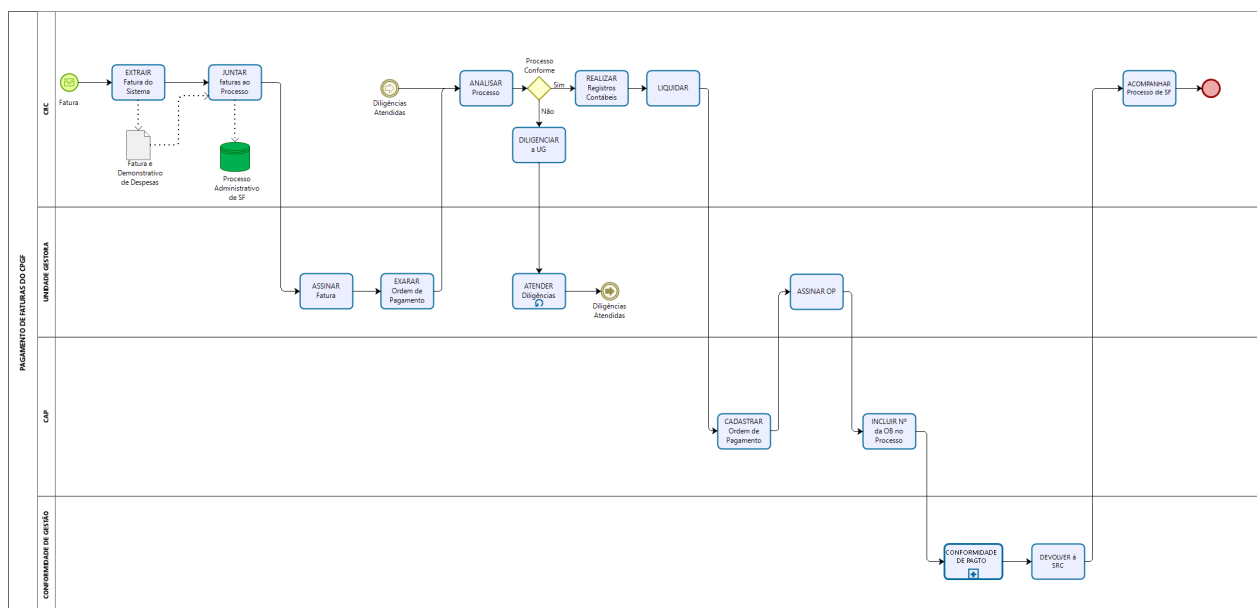 PAGAMENTO DE FATURAS DO CPGF
CRC
Fatura
EXTRAIR
Fatura do
Sistema
JUNTAR
faturas ao
Processo
Fatura e
Demonstrativo
de Despesas
Processo
Administrativo
de SF
Diligências
Atendidas
ANALISAR
Processo
Processo
Conforme
Sim
Não
REALIZAR
Registros
Contábeis
LIQUIDAR
DILIGENCIAR
a UG
ACOMPANHAR
Processo de SF
UNIDADE GESTORA
ASSINAR
Fatura
EXARAR
Ordem de
Pagamento
ATENDER
Diligências
Diligências
Atendidas
ASSINAR OP
CAP
CADASTRAR
Ordem de
Pagamento
INCLUIR Nº
da OB no
Processo
CONFORMIDADE DE GESTÃO
CONFORMIDADE
DE PAGTO
DEVOLVER à
SRC